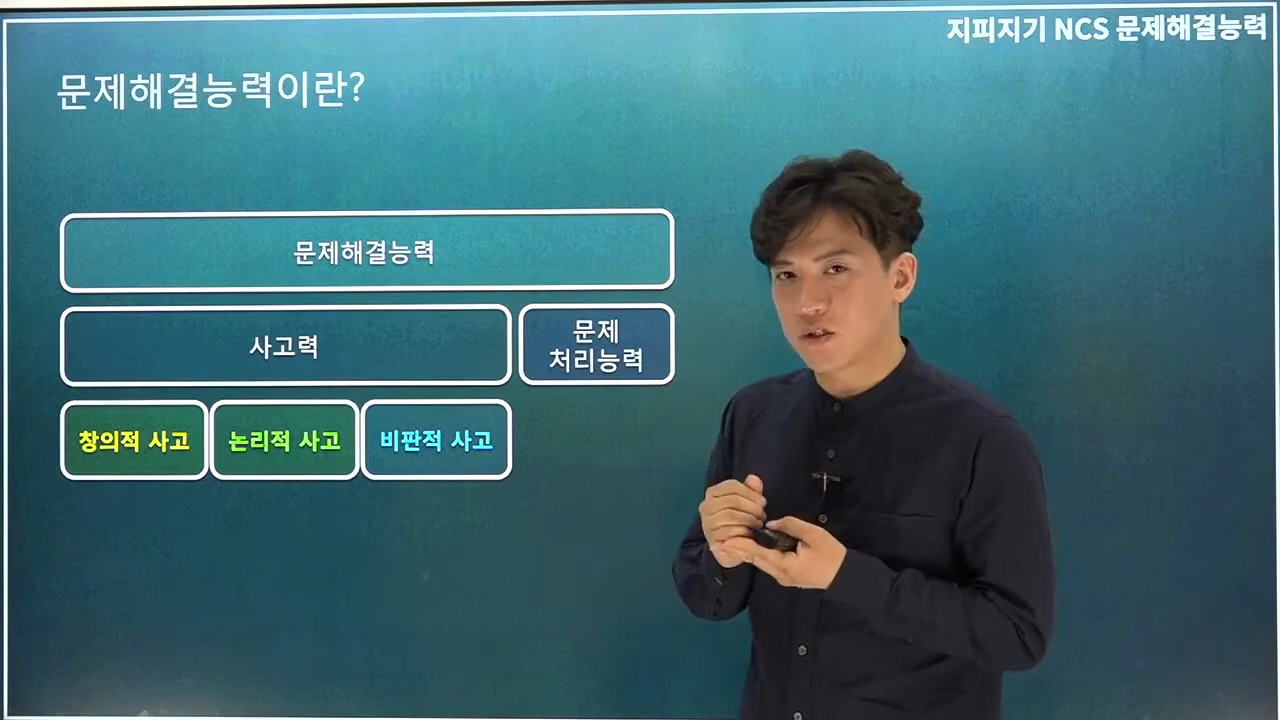 지피지기 NCS 문제해결능력
문제해결능력이란?
문제해결능력
사고력
문제
처리능력
창의적 사고
논리적 사고
비판적 사고